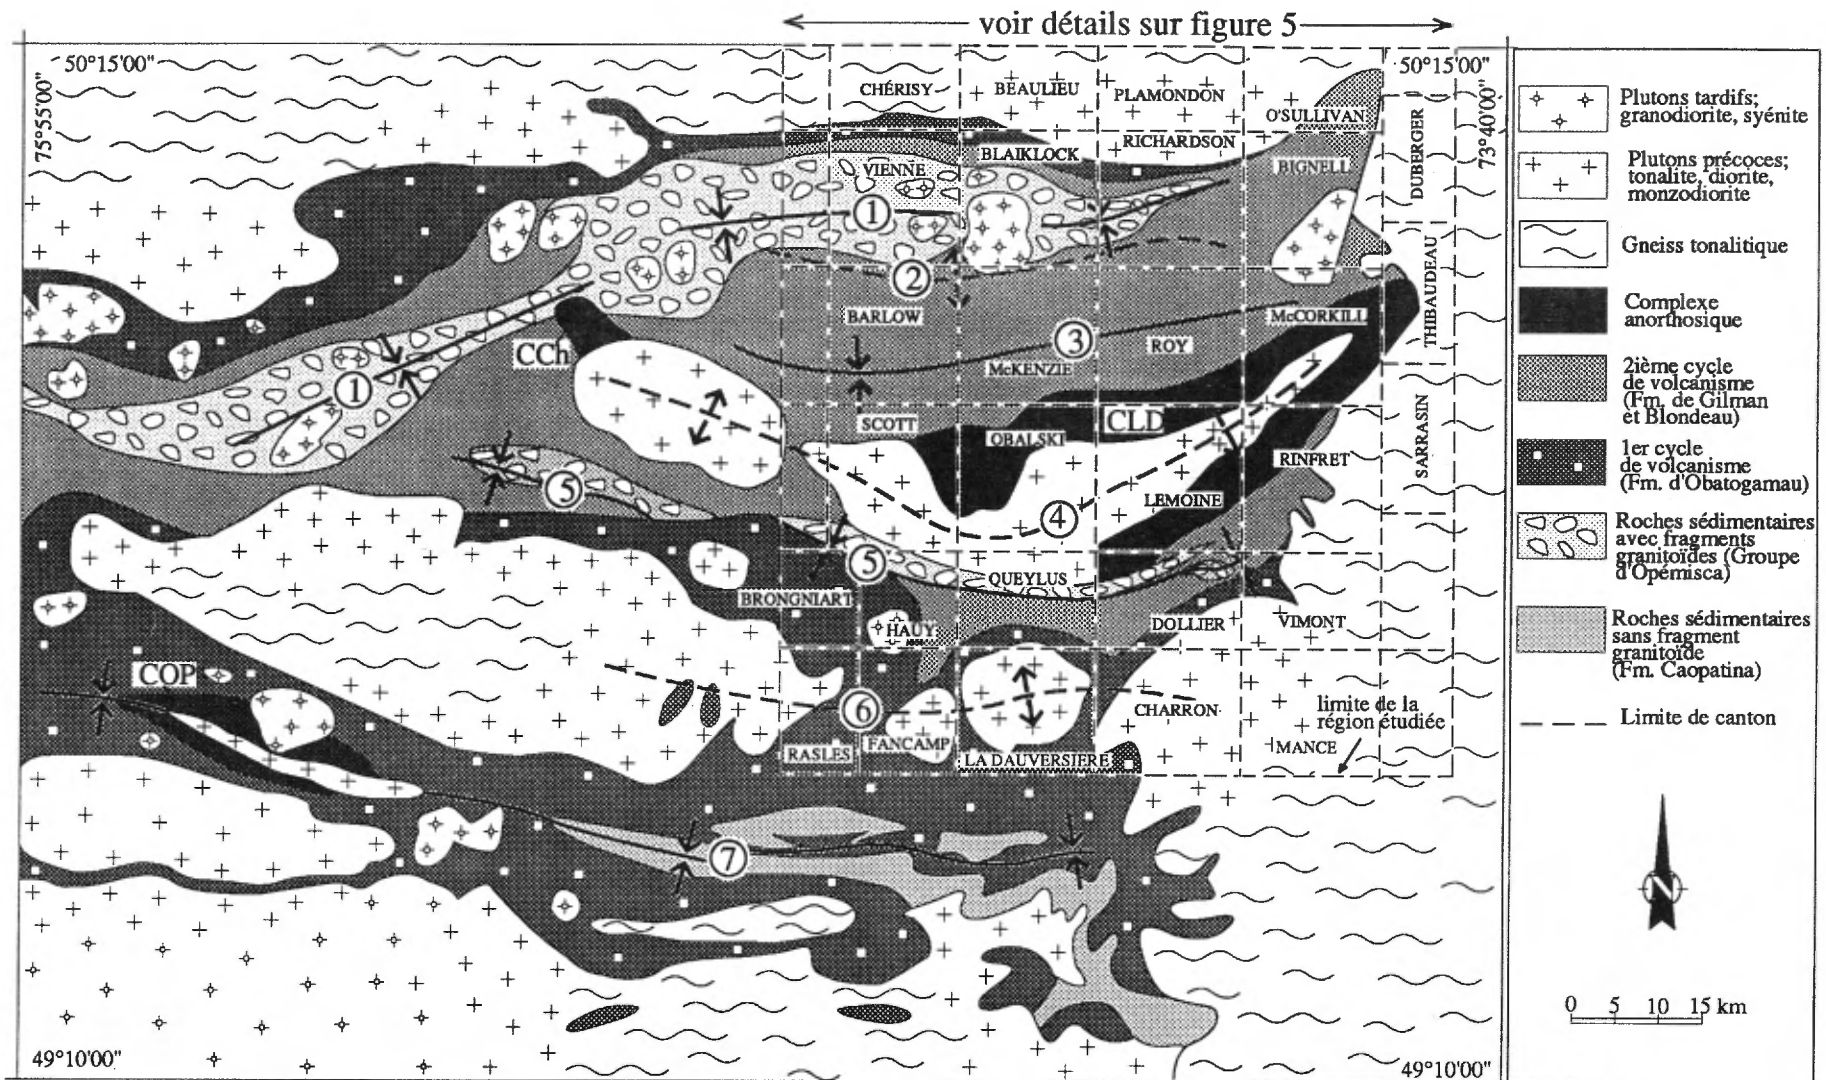 voir détails sur figure 5
50°15'00"
50°15'00"
75°55'00"
73°40'00"
CHÉRISY
BEAULIEU
PLAMONDON
O'SULLIVAN
DUBERGER
RICHARDSON
BLAIKLOCK
BIGNELL
VIENNE
1
THIBAUDEAU
2
BARLOW
McCORKILL
3
ROY
CCh
McKENZIE
1
SCOTT
CLD
OBALSKI
SARRASIN
RINFRET
5
LEMOINE
4
5
QUEYLUS
BRONGNIART
HAUY
DOLLIER
VIMONT
COP
6
CHARRON
limite de la
région étudiée
RASLES
FANCAMP
MANCE
LA DAUVERSIERE
7
49°10'00"
49°10'00"
Plutons tardifs;
granodiorite, syénite
Plutons précoces;
tonalite, diorite,
monzodiorite
Gneiss tonalitique
Complexe
anorthosique
2ième cycle
de volcanisme
(Fm. de Gilman
et Blondeau)
1er cycle
de volcanisme
(Fm. d'Obatogamau)
Roches sédimentaires
avec fragments
granitoïdes (Groupe
d'Opémisca)
Roches sédimentaires
sans fragment
granitoïde
(Fm. Caopatina)
Limite de canton
N
0 5 10 15 km